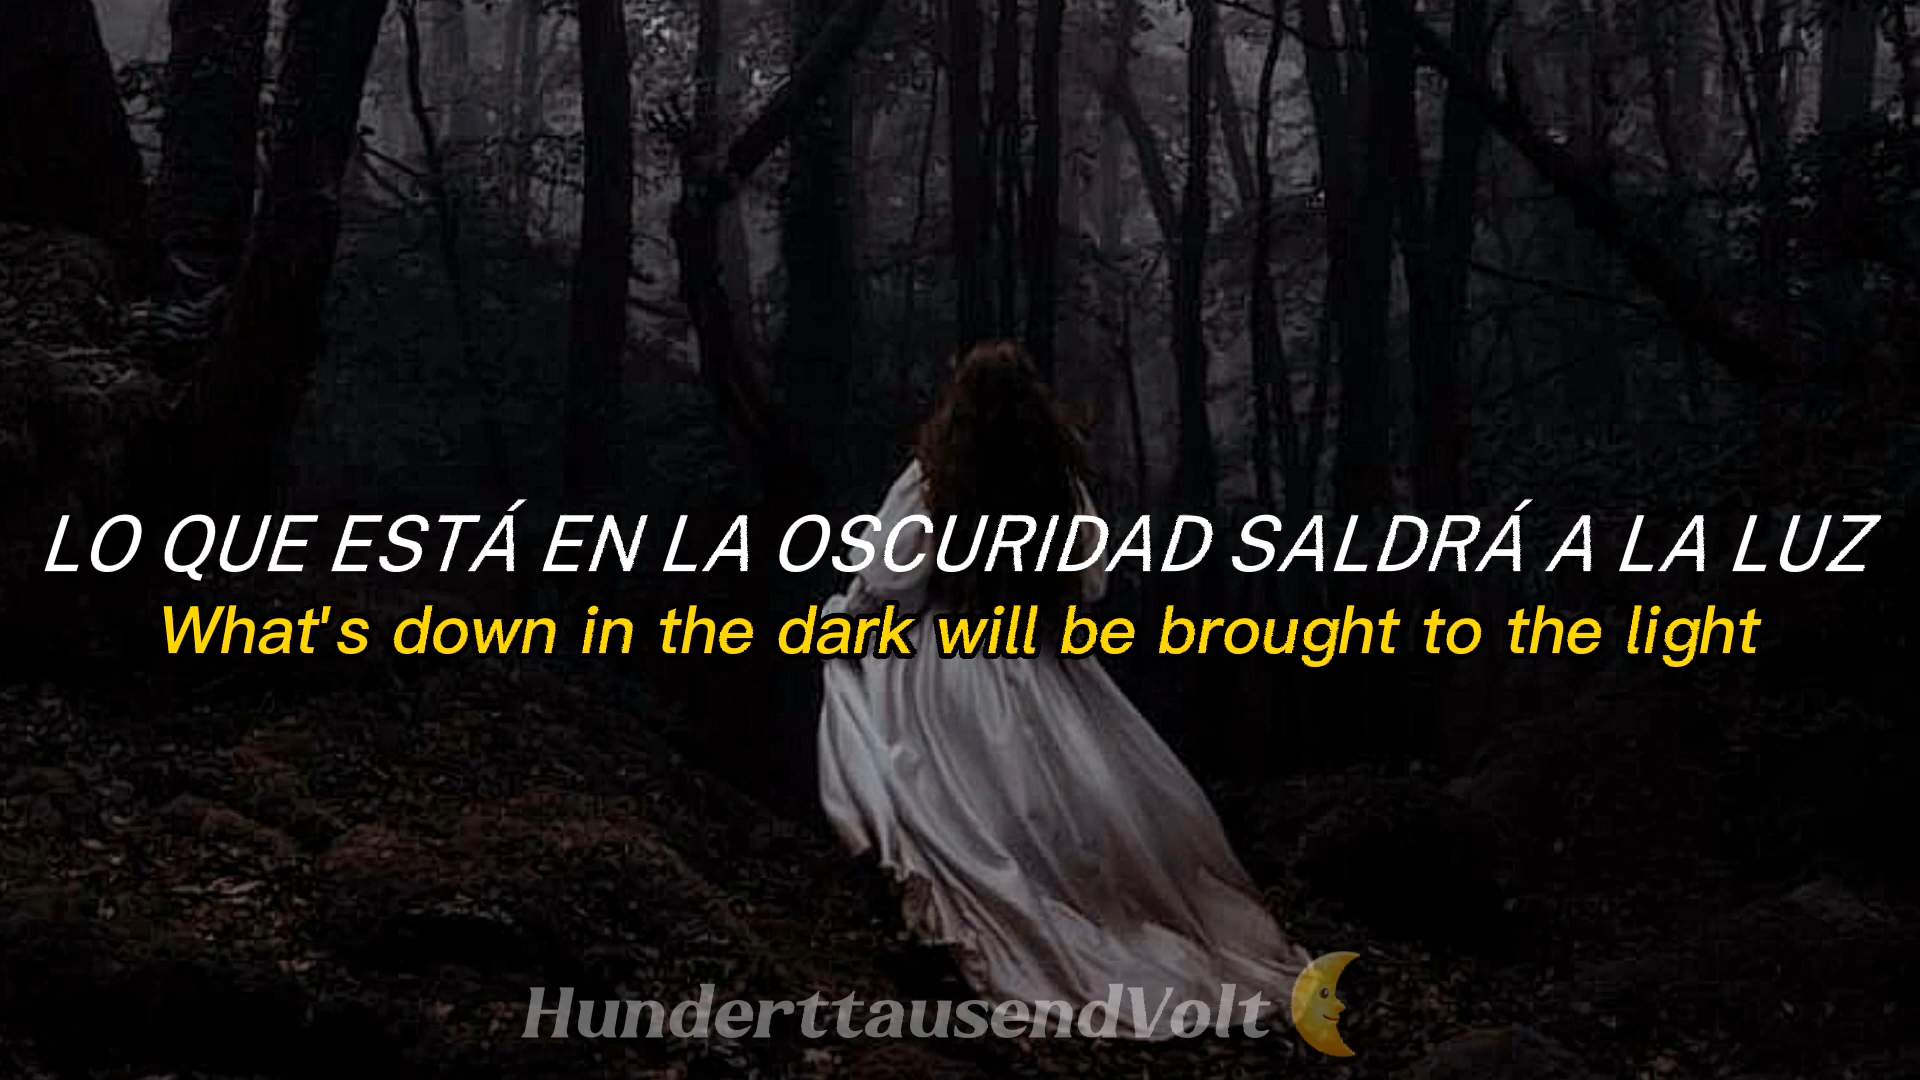 LO QUE ESTÁ EN LA OSCURIDAD SALDRÁ A LA LUZ
What's down in the dark will be brought to the light
HunderttausendVolt